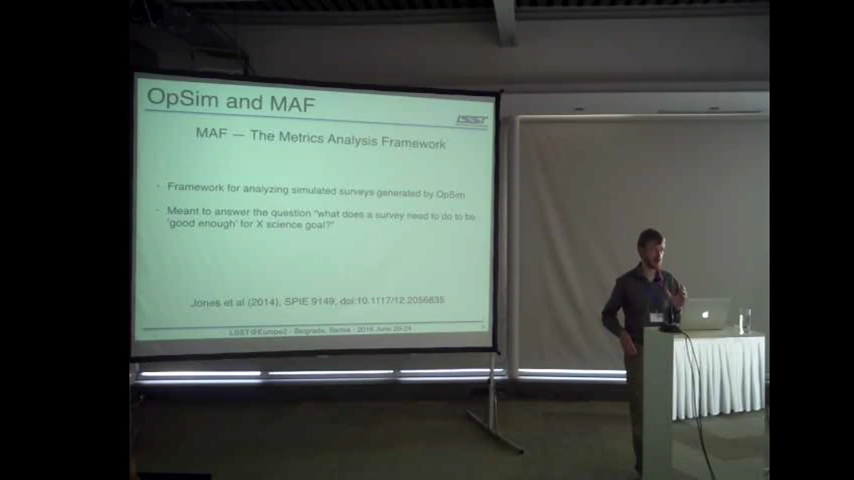 OpSim and MAF
LSST
MAF — The Metrics Analysis Framework
· Framework for analyzing simulated surveys generated by OpSim
· Meant to answer the question "what does a survey need to do to be
'good enough' for X science goal?"
Jones et al (2014), SPIE 9149, doi:10.1117/12.2056835
LSST@Europe2 - Belgrade, Serbia - 2016 June 20-24